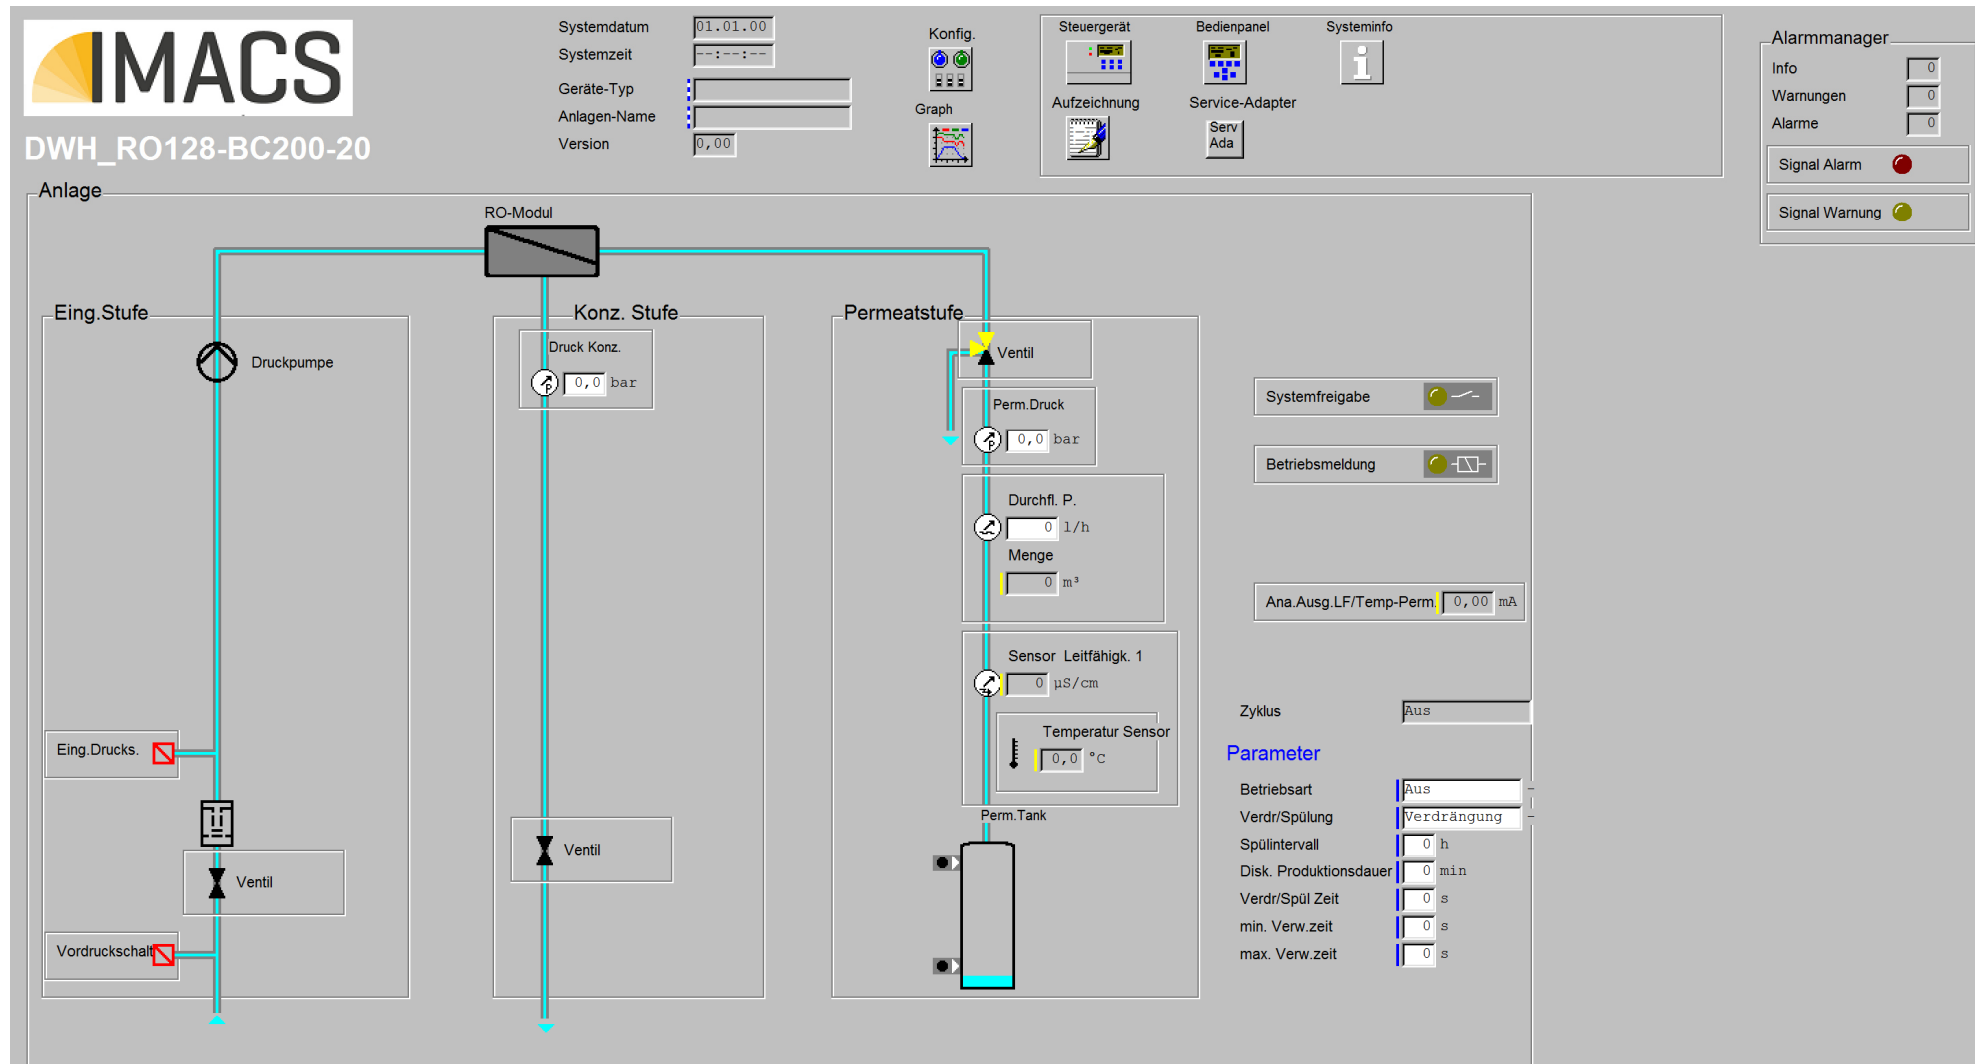 IMACS
DWH_RO128-BC200-20
Systemdatum 01.01.00
Systemzeit --:--:--
Geräte-Typ
Anlagen-Name
Version 0,00
Konfig.
Graph
Steuergerät
Bedienpanel
Systeminfo
Aufzeichnung
Service-Adapter
Serv
Ada
Alarmmanager
Info 0
Warnungen 0
Alarme 0
Signal Alarm
Signal Warnung
Anlage
RO-Modul
Eing.Stufe
Druckpumpe
Eing.Drucks.
Ventil
Vordruckschalt
Konz. Stufe
Druck Konz.
P 0,0 bar
Ventil
Permeatstufe
Ventil
Perm.Druck
P 0,0 bar
Durchfl. P.
0 l/h
Menge
0 m³
Sensor Leitfähigk. 1
0 µS/cm
Temperatur Sensor
0,0 °C
Perm.Tank
Systemfreigabe
Betriebsmeldung
Ana.Ausg.LF/Temp-Perm. 0,00 mA
Zyklus Aus
Parameter
Betriebsart Aus
Verdr/Spülung Verdrängung
Spülintervall 0 h
Disk. Produktionsdauer 0 min
Verdr/Spül Zeit 0 s
min. Verw.zeit 0 s
max. Verw.zeit 0 s